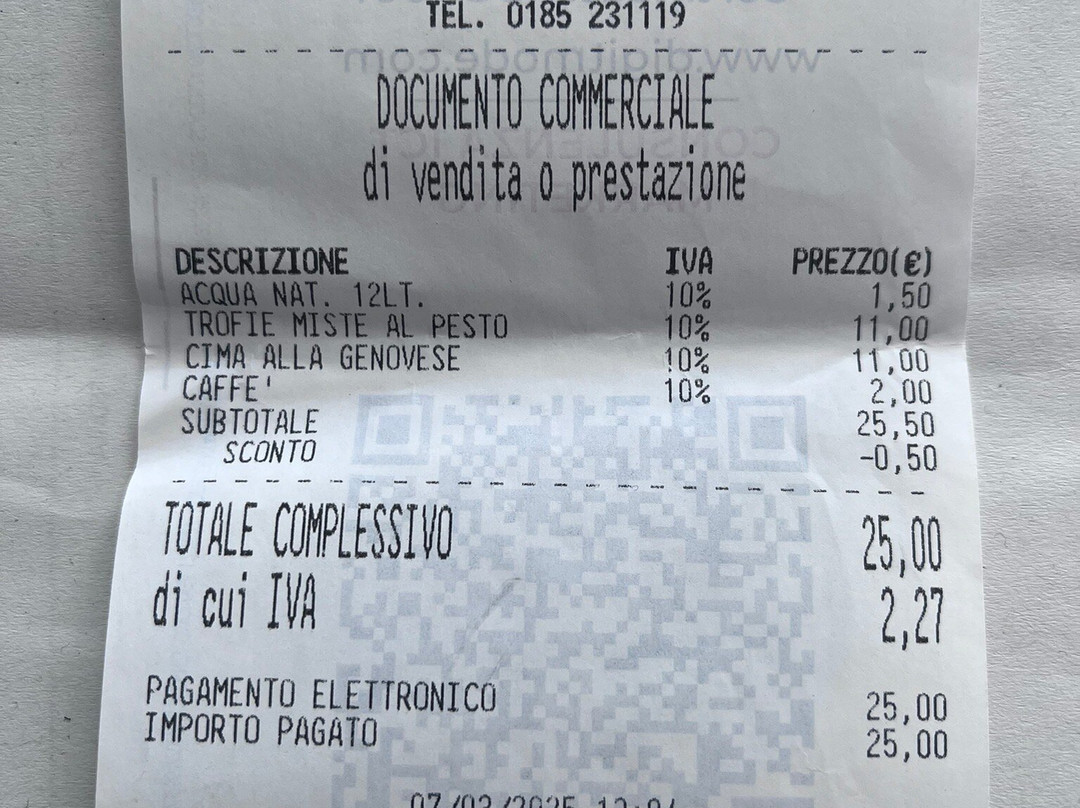 TEL. 0185 231119
DOCUMENTO COMMERCIALE
di vendita o prestazione
DESCRIZIONE IVA PREZZO(€)
ACQUA NAT. 12LT. 10% 1,50
TROFIE MISTE AL PESTO 10% 11,00
CIMA ALLA GENOVESE 10% 11,00
CAFFE' 10% 2,00
SUBTOTALE 25,50
SCONTO -0,50
TOTALE COMPLESSIVO 25,00
di cui IVA 2,27
PAGAMENTO ELETTRONICO 25,00
IMPORTO PAGATO 25,00